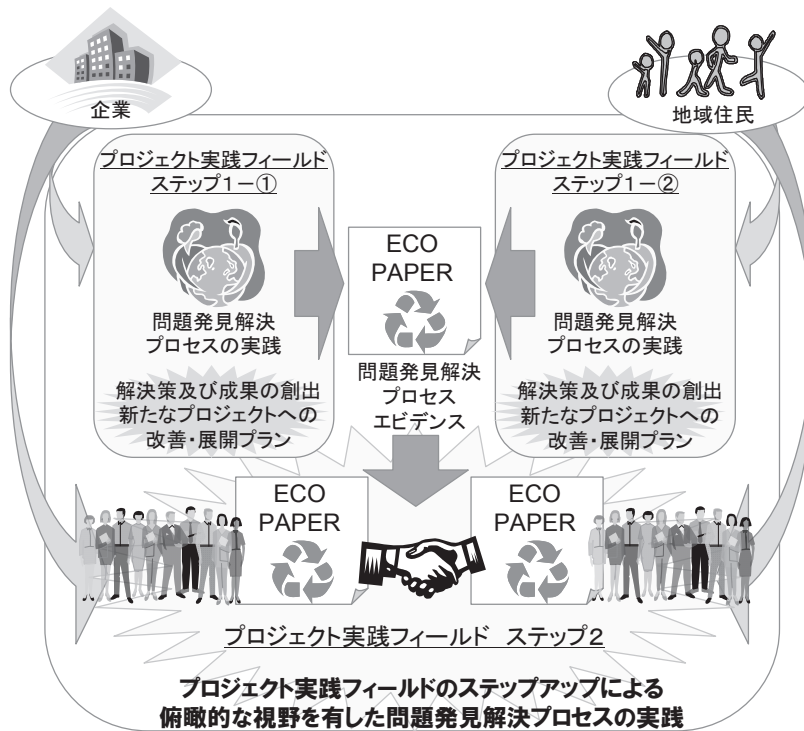 企業
地域住民
プロジェクト実践フィールド
ステップ1－①
問題発見解決
プロセスの実践
解決策及び成果の創出
新たなプロジェクトへの
改善・展開プラン
ECO
PAPER
問題発見解決
プロセス
エビデンス
プロジェクト実践フィールド
ステップ1－②
問題発見解決
プロセスの実践
解決策及び成果の創出
新たなプロジェクトへの
改善・展開プラン
ECO
PAPER
ECO
PAPER
プロジェクト実践フィールド　ステップ2
プロジェクト実践フィールドのステップアップによる
俯瞰的な視野を有した問題発見解決プロセスの実践